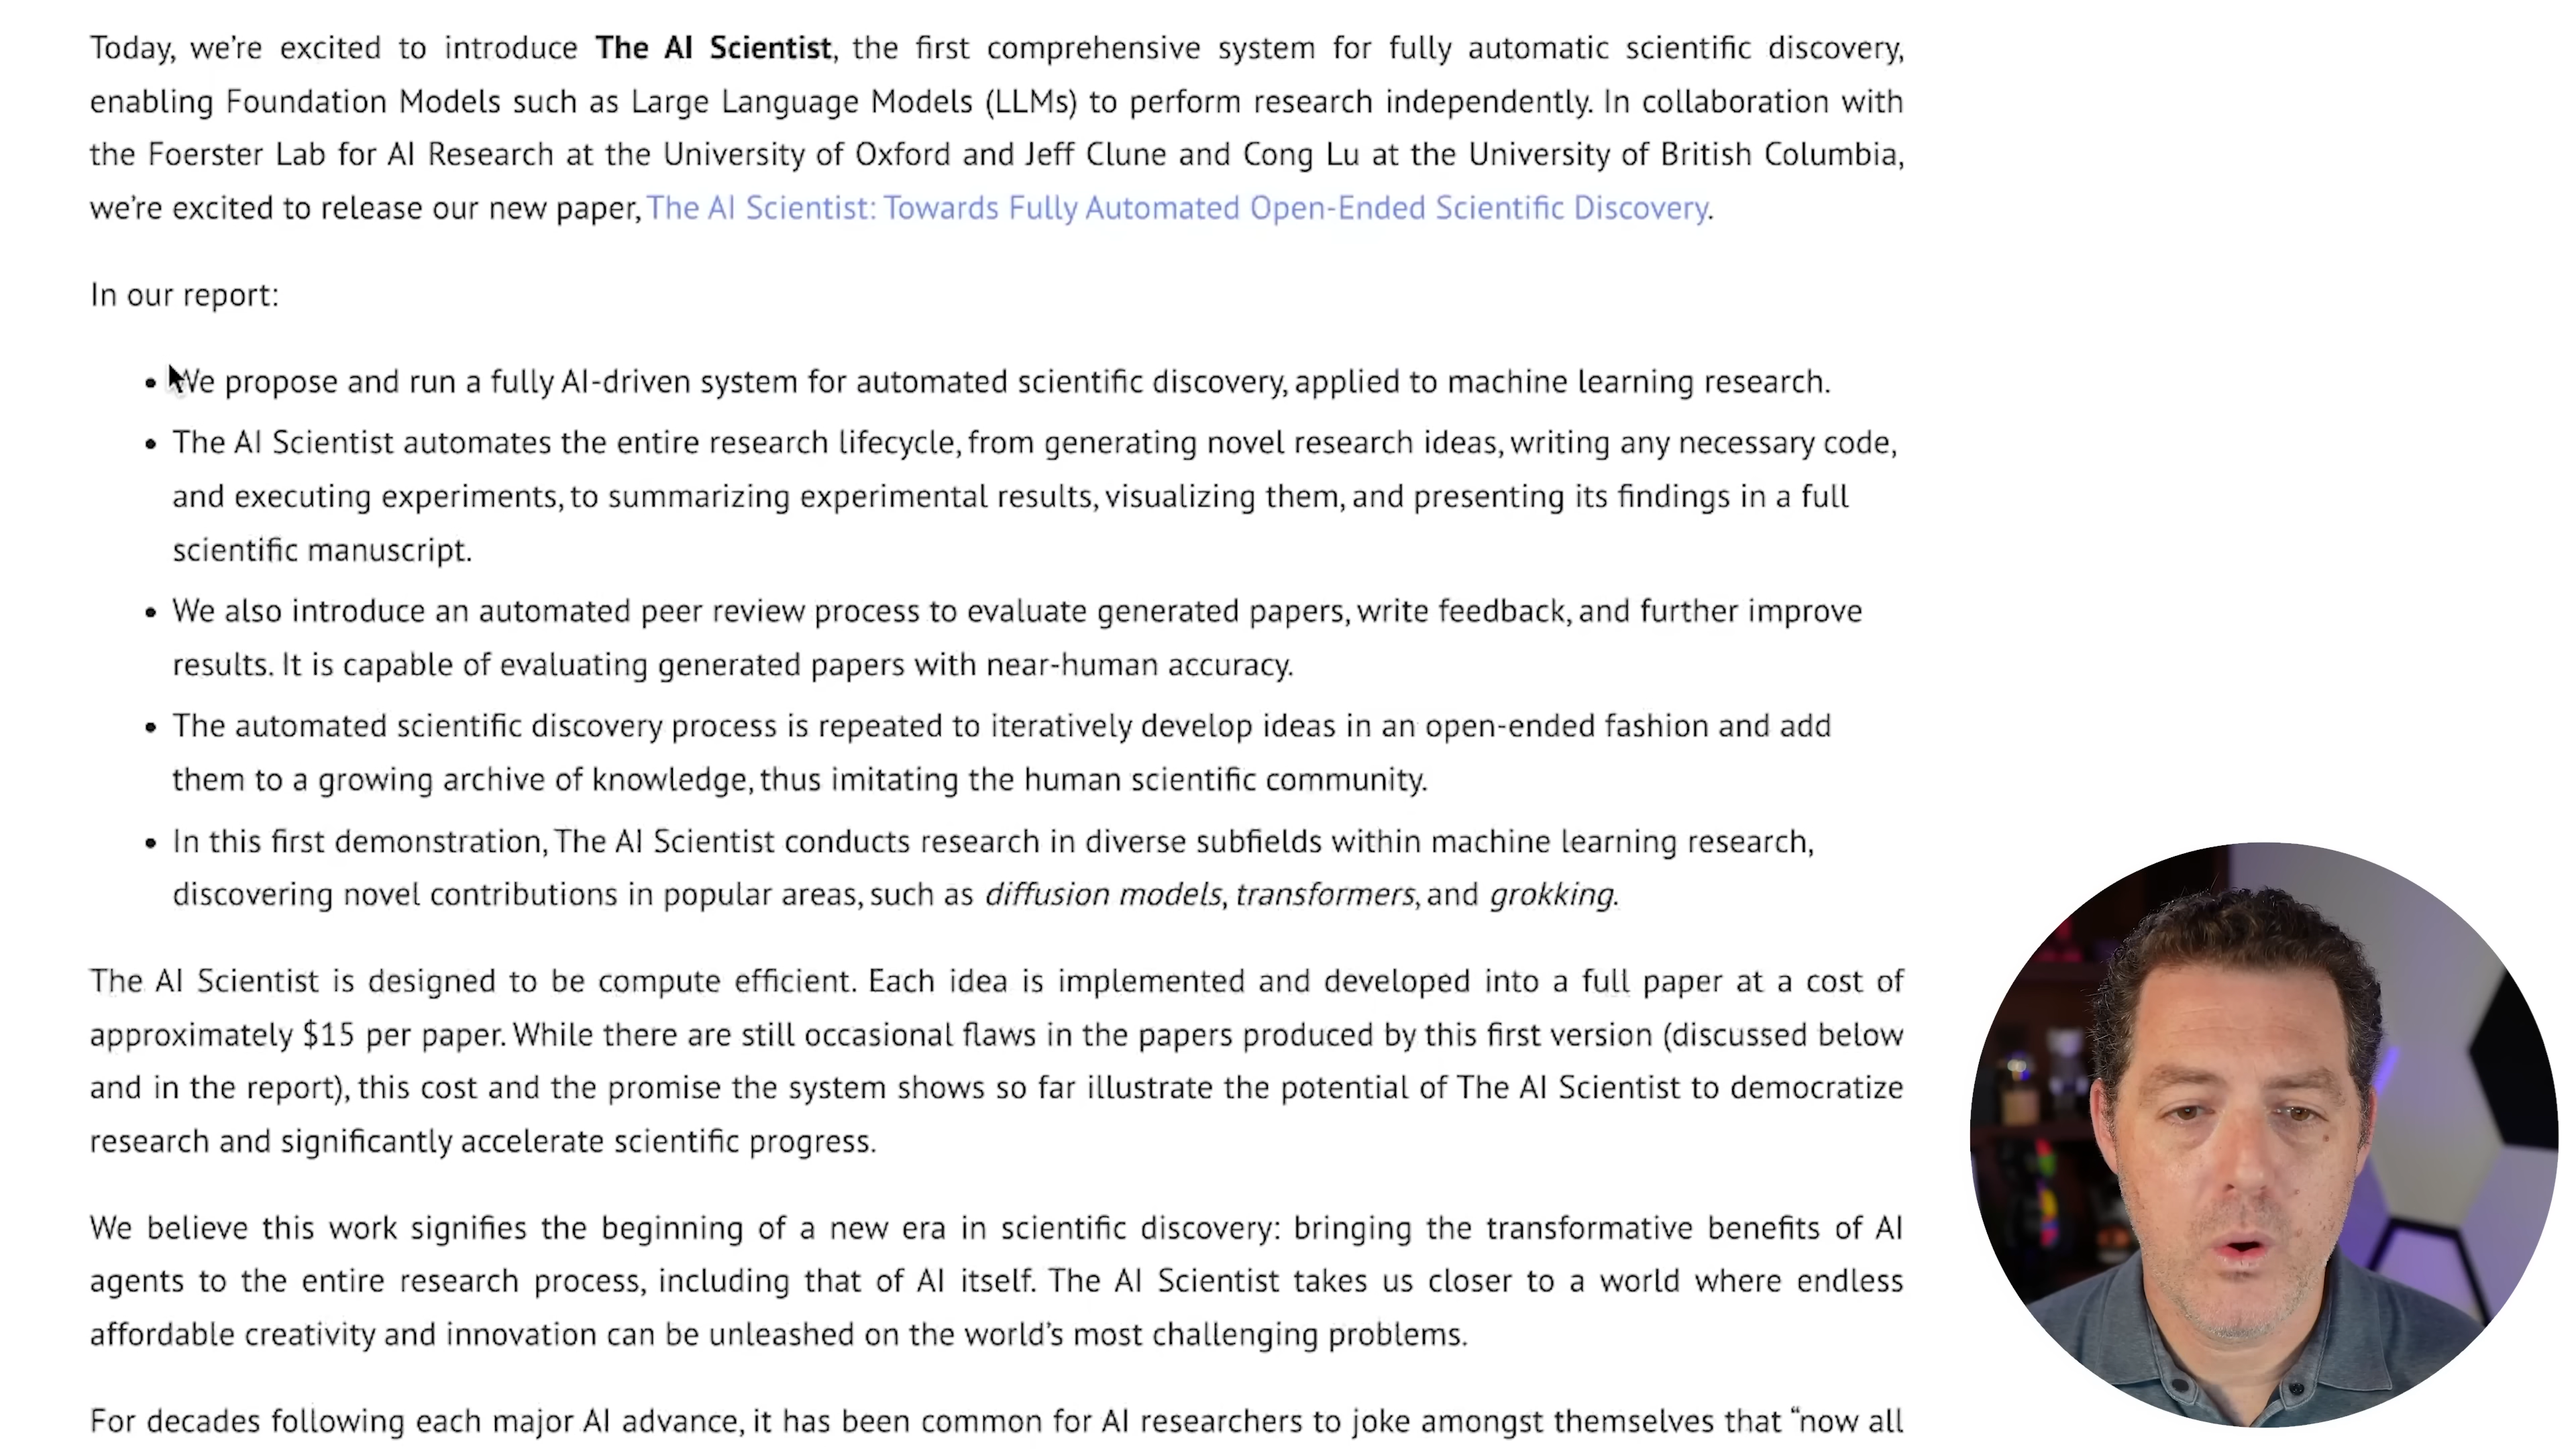 Today, we're excited to introduce The AI Scientist, the first comprehensive system for fully automatic scientific discovery,
enabling Foundation Models such as Large Language Models (LLMs) to perform research independently. In collaboration with
the Foerster Lab for AI Research at the University of Oxford and Jeff Clune and Cong Lu at the University of British Columbia,
we're excited to release our new paper, The AI Scientist: Towards Fully Automated Open-Ended Scientific Discovery.
In our report:
• We propose and run a fully AI-driven system for automated scientific discovery, applied to machine learning research.
• The AI Scientist automates the entire research lifecycle, from generating novel research ideas, writing any necessary code,
and executing experiments, to summarizing experimental results, visualizing them, and presenting its findings in a full
scientific manuscript.
• We also introduce an automated peer review process to evaluate generated papers, write feedback, and further improve
results. It is capable of evaluating generated papers with near-human accuracy.
• The automated scientific discovery process is repeated to iteratively develop ideas in an open-ended fashion and add
them to a growing archive of knowledge, thus imitating the human scientific community.
• In this first demonstration, The AI Scientist conducts research in diverse subfields within machine learning research,
discovering novel contributions in popular areas, such as diffusion models, transformers, and grokking.
The AI Scientist is designed to be compute efficient. Each idea is implemented and developed into a full paper at a cost of
approximately $15 per paper. While there are still occasional flaws in the papers produced by this first version (discussed below
and in the report), this cost and the promise the system shows so far illustrate the potential of The AI Scientist to democratize
research and significantly accelerate scientific progress.
We believe this work signifies the beginning of a new era in scientific discovery: bringing the transformative benefits of AI
agents to the entire research process, including that of AI itself. The AI Scientist takes us closer to a world where endless
affordable creativity and innovation can be unleashed on the world's most challenging problems.
For decades following each major AI advance, it has been common for AI researchers to joke amongst themselves that “now all